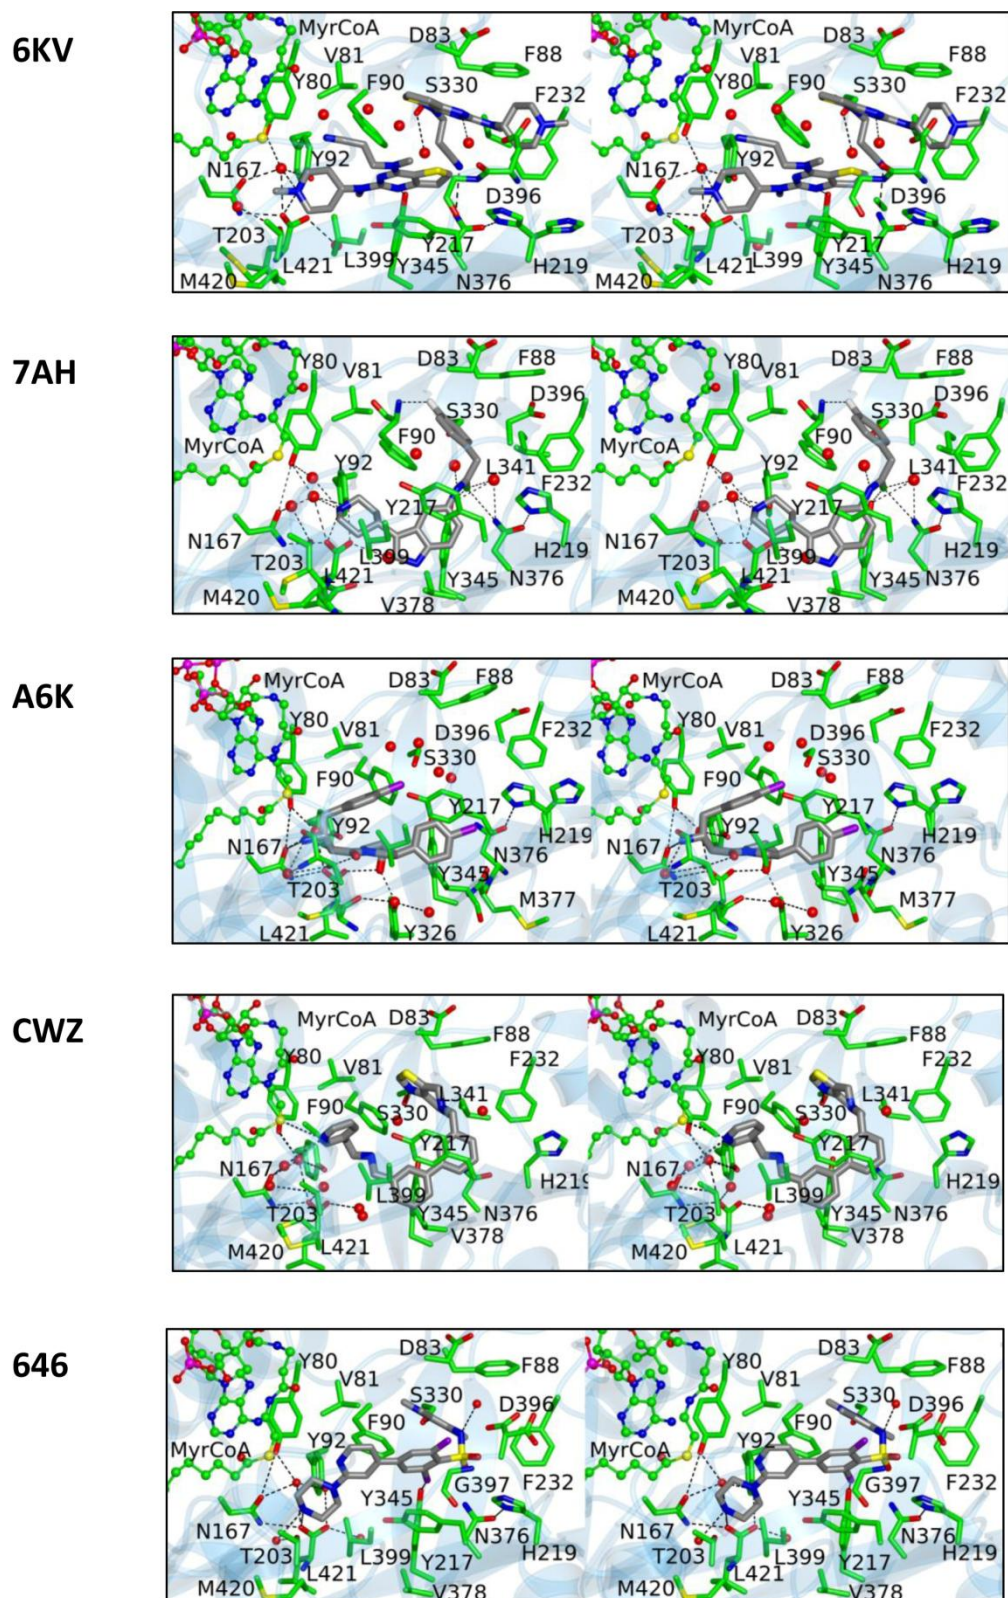 6KV
MyrCoA D83 MyrCoA D83
V81 F88 V81 F88
Y80 F90 S330 Y80 F90 S330
F232 F232
N167 Y92 N167 Y92
D396 D396
T203 Y217 T203 Y217
L421 L399 Y345 H219 L421 L399 Y345 H219
M420 N376 M420 N376
7AH
Y80 D83 F88 Y80 D83 F88
V81 D396 V81 D396
S330 S330
MyrCoA F90 MyrCoA F90
Y92 L341 Y92 L341
Y217 F232 Y217 F232
N167 N167
T203 L399 H219 T203 L399 H219
L421 Y345 N376 L421 Y345 N376
M420 V378 M420 V378
A6K
MyrCoA D83 F88 MyrCoA D83 F88
Y80 V81 D396 F232 Y80 V81 D396 F232
S330 S330
F90 F90
Y217 Y217
N167 Y92 H219 N167 Y92 H219
T203 Y345 N376 T203 Y345 N376
M377 M377
L421 Y326 L421 Y326
CWZ
MyrCoA D83 MyrCoA D83
F88 F88
Y80 V81 F232 Y80 V81 F232
F90 S330 L341 F90 S330 L341
Y217 Y217
N167 N167
L399 H219 L399 H219
T203 Y345 N376 T203 Y345 N376
M420 L421 V378 M420 L421 V378
646
Y80 D83 Y80 D83
F88 F88
V81 S330 V81 S330
F90 D396 F90 D396
MyrCoA Y92 MyrCoA Y92
G397 F232 G397 F232
Y345 Y345
N167 N376 N167 N376
T203 L399 H219 T203 L399 H219
L421 Y217 L421 Y217
M420 V378 M420 V378